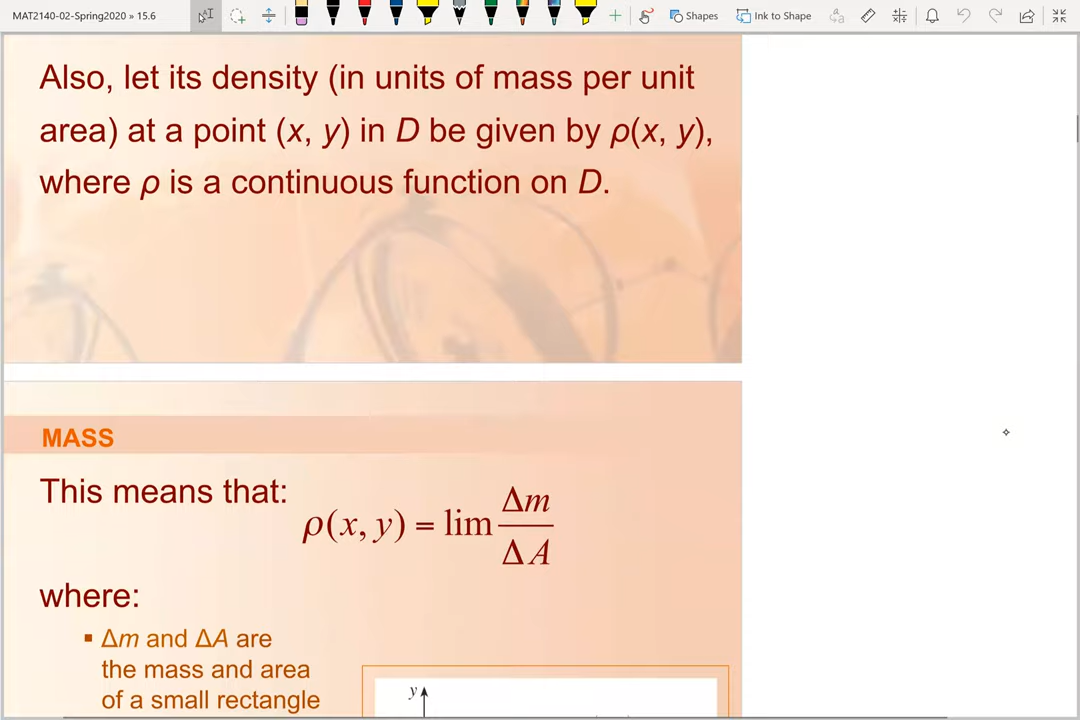 MAT2140-02-Spring2020 » 15.6
Shapes
Ink to Shape
Also, let its density (in units of mass per unit
area) at a point (x, y) in D be given by ρ(x, y),
where ρ is a continuous function on D.
MASS
This means that:
ρ(x, y) = lim Δm / ΔA
where:
▪ Δm and ΔA are
the mass and area
of a small rectangle
y